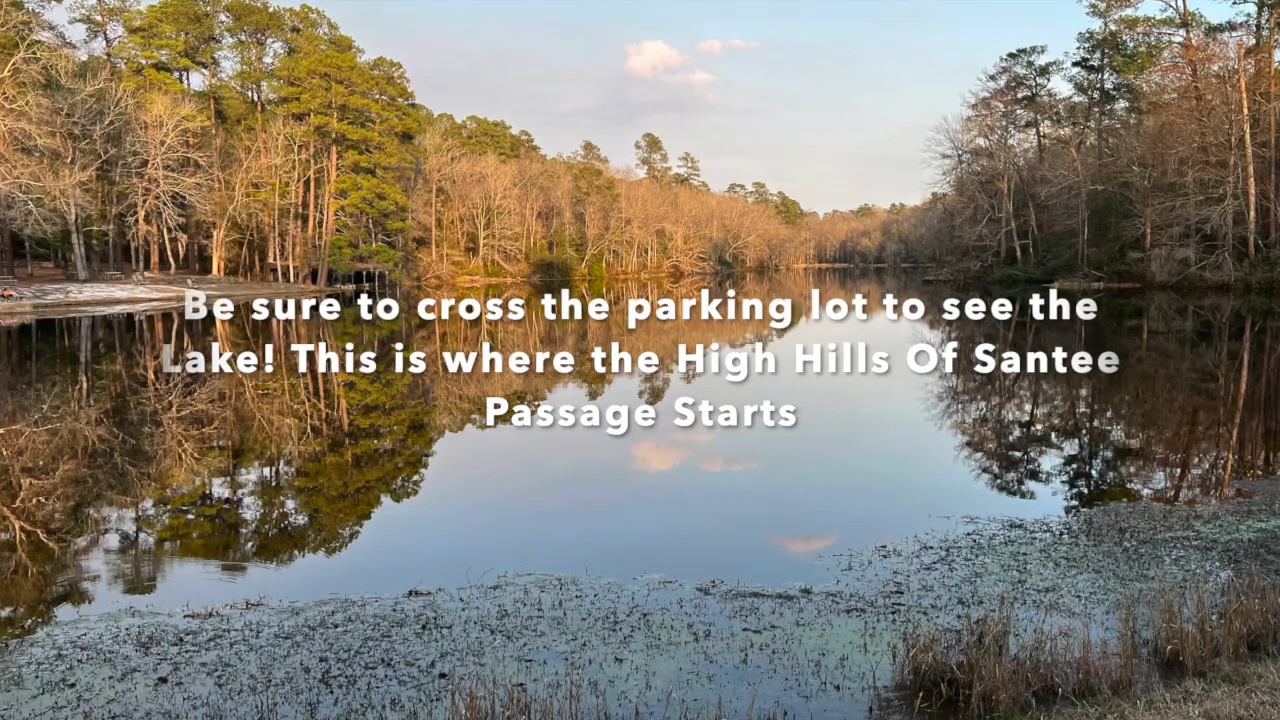 Be sure to cross the parking lot to see the
Lake! This is where the High Hills Of Santee
Passage Starts